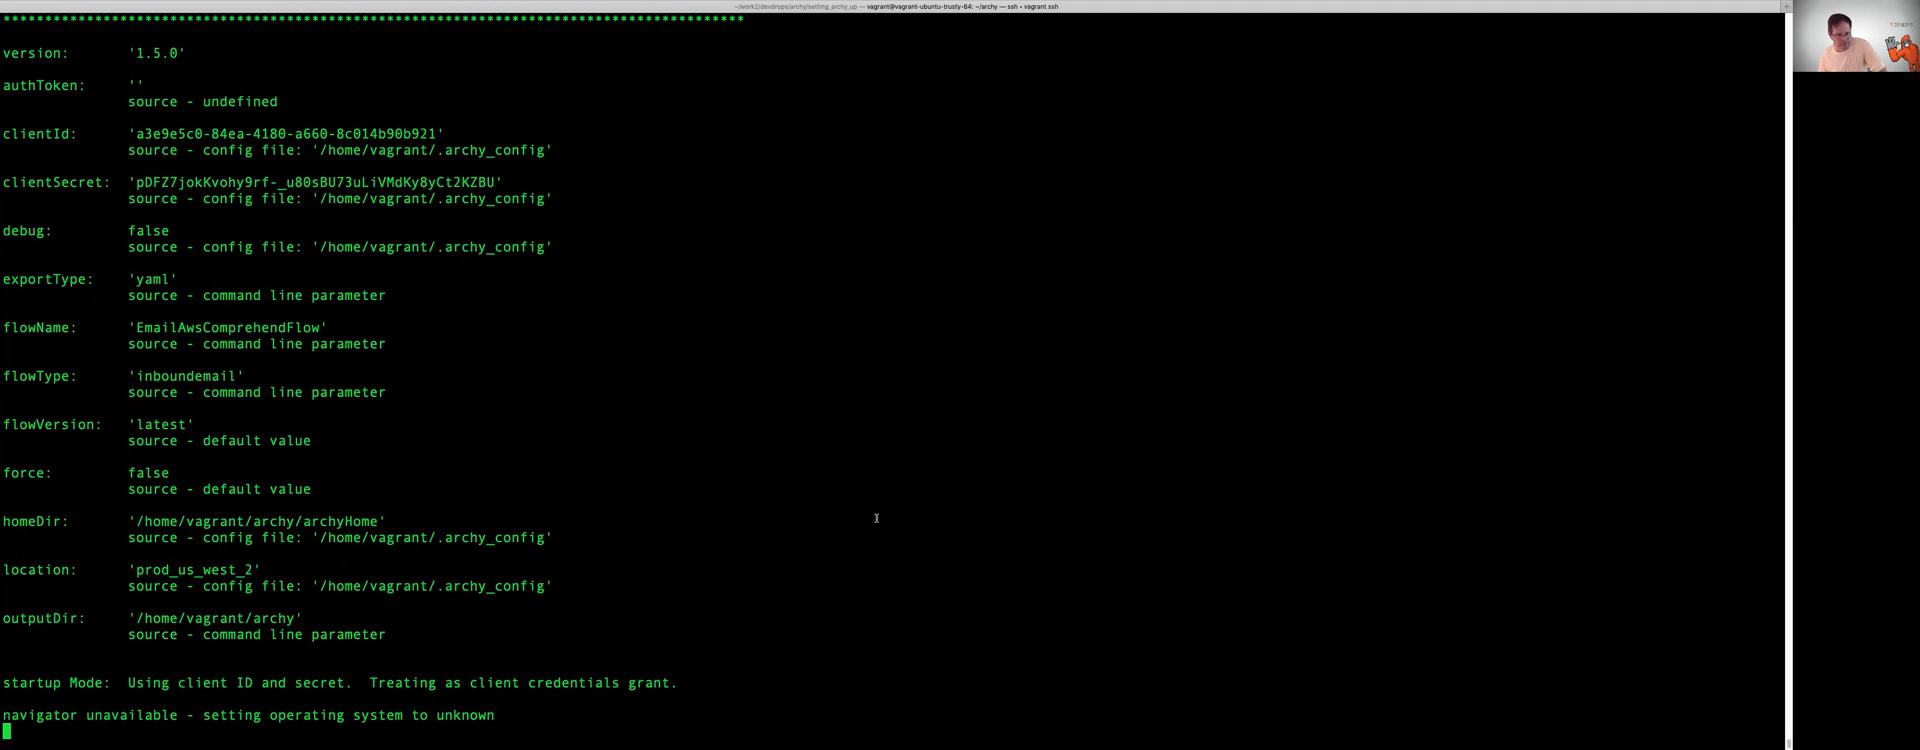 ~/work2/devdrops/archy/setting_archy_up — vagrant@vagrant-ubuntu-trusty-64: ~/archy — ssh • vagrant ssh
*****************************************************************************************
version: '1.5.0'
authToken: ''
source - undefined
clientId: 'a3e9e5c0-84ea-4180-a660-8c014b90b921'
source - config file: '/home/vagrant/.archy_config'
clientSecret: 'pDFZ7jokKvohy9rf-_u80sBU73uLiVMdKy8yCt2KZBU'
source - config file: '/home/vagrant/.archy_config'
debug: false
source - config file: '/home/vagrant/.archy_config'
exportType: 'yaml'
source - command line parameter
flowName: 'EmailAwsComprehendFlow'
source - command line parameter
flowType: 'inboundemail'
source - command line parameter
flowVersion: 'latest'
source - default value
force: false
source - default value
homeDir: '/home/vagrant/archy/archyHome'
source - config file: '/home/vagrant/.archy_config'
location: 'prod_us_west_2'
source - config file: '/home/vagrant/.archy_config'
outputDir: '/home/vagrant/archy'
source - command line parameter
startup Mode: Using client ID and secret. Treating as client credentials grant.
navigator unavailable - setting operating system to unknown